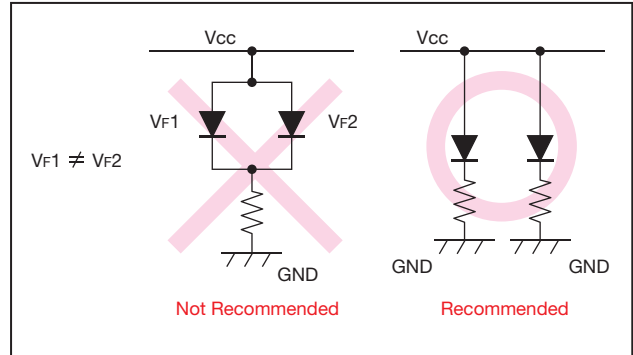 Vcc
VF1
VF2
VF1 ≠ VF2
GND
Not Recommended
Vcc
GND
GND
Recommended